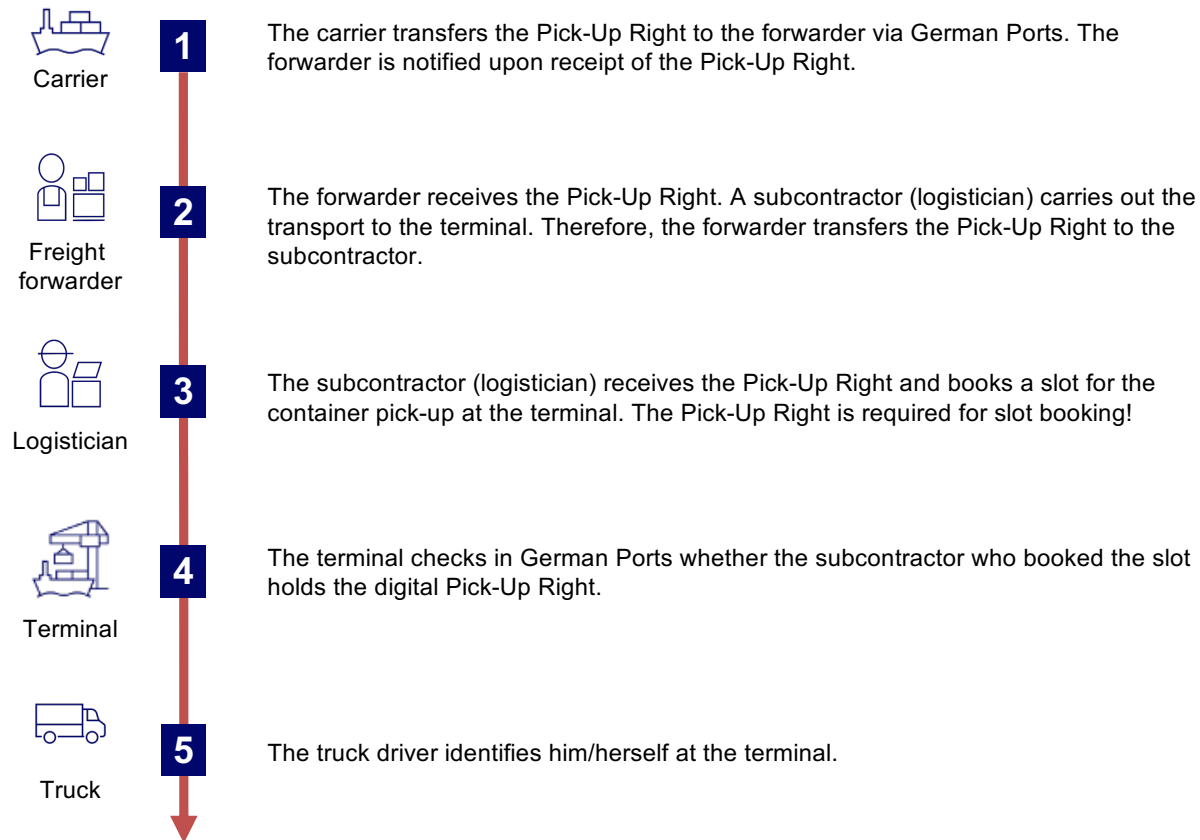 Carrier
1
The carrier transfers the Pick-Up Right to the forwarder via German Ports. The
forwarder is notified upon receipt of the Pick-Up Right.
Freight
forwarder
2
The forwarder receives the Pick-Up Right. A subcontractor (logistician) carries out the
transport to the terminal. Therefore, the forwarder transfers the Pick-Up Right to the
subcontractor.
Logistician
3
The subcontractor (logistician) receives the Pick-Up Right and books a slot for the
container pick-up at the terminal. The Pick-Up Right is required for slot booking!
Terminal
4
The terminal checks in German Ports whether the subcontractor who booked the slot
holds the digital Pick-Up Right.
Truck
5
The truck driver identifies him/herself at the terminal.